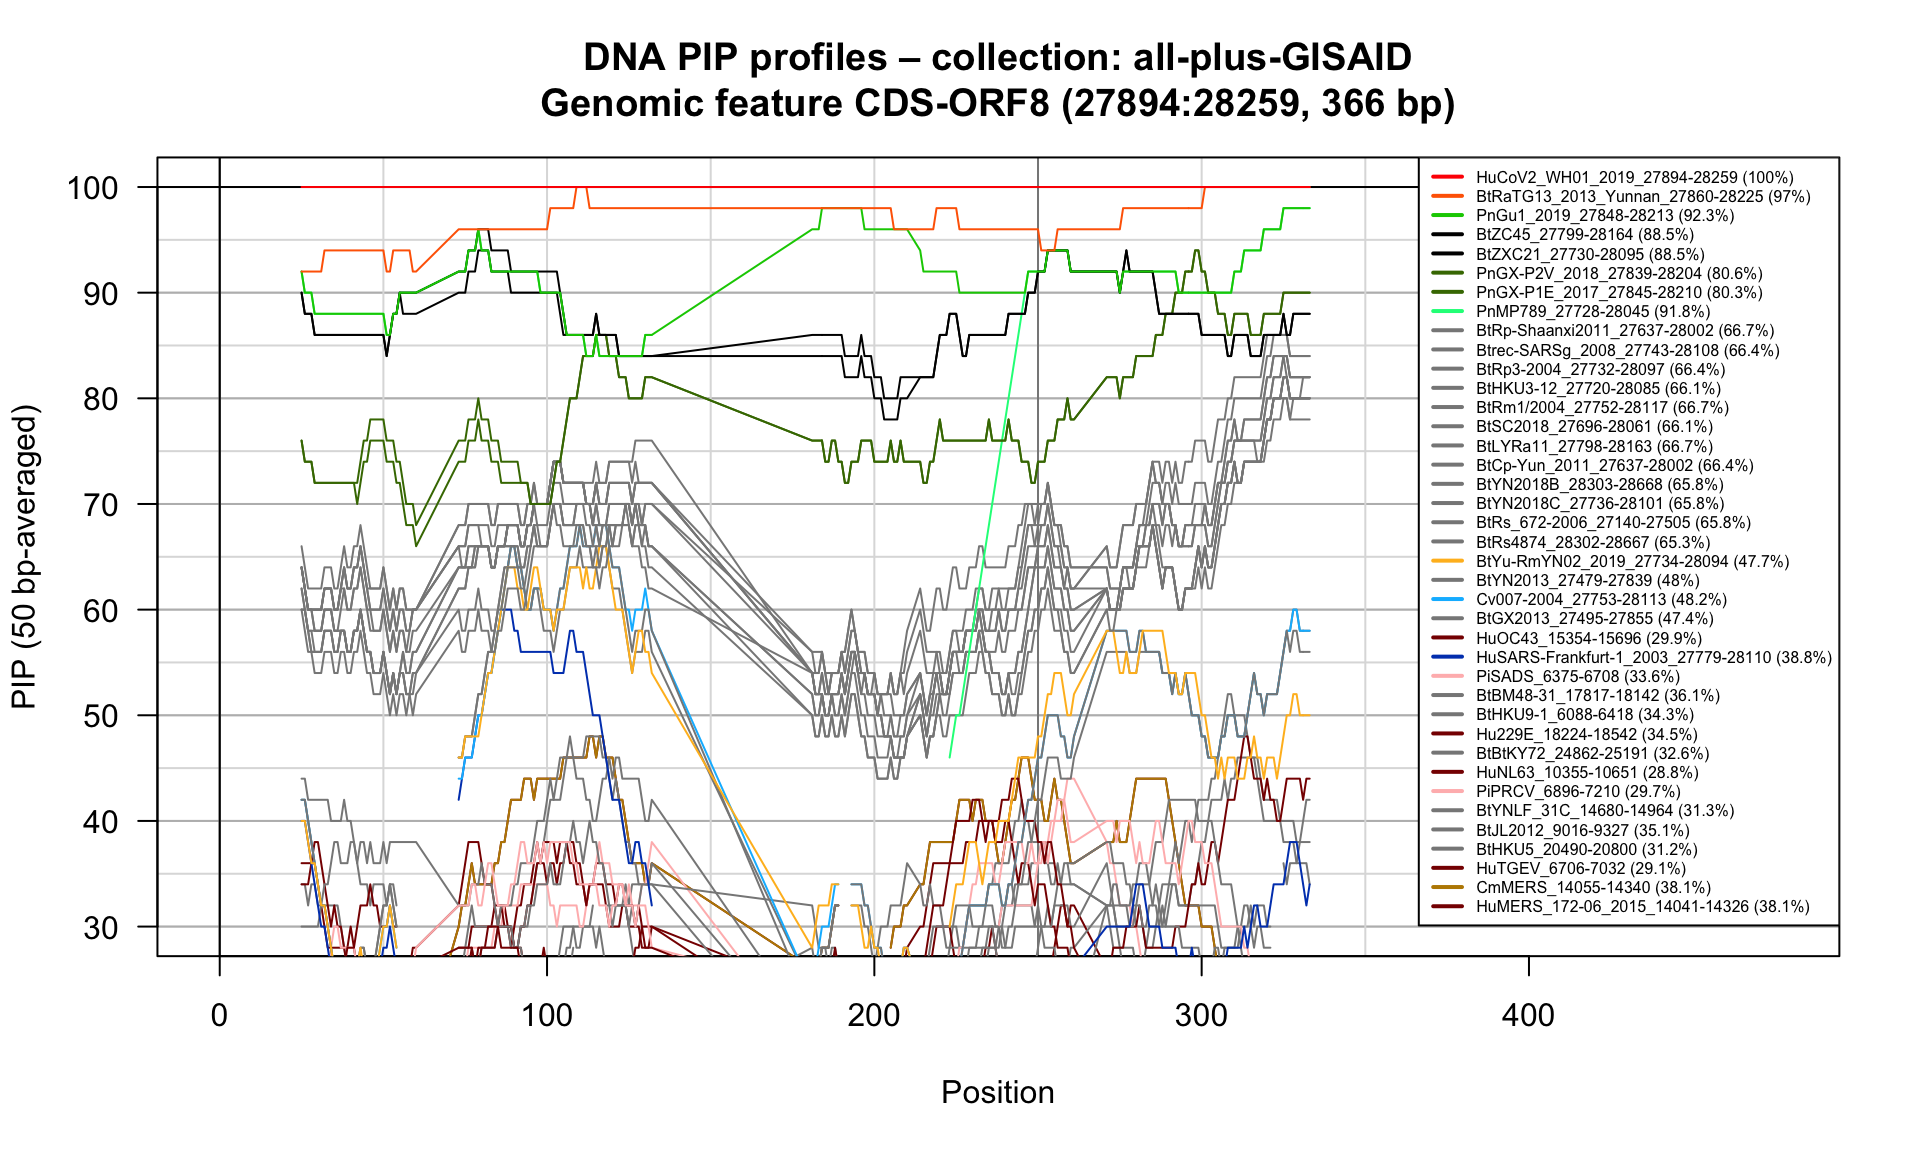 DNA PIP profiles – collection: all-plus-GISAID
Genomic feature CDS-ORF8 (27894:28259, 366 bp)
PIP (50 bp-averaged)
100
90
80
70
60
50
40
30
HuCoV2_WH01_2019_27894-28259 (100%)
BtRaTG13_2013_Yunnan_27860-28225 (97%)
PnGu1_2019_27848-28213 (92.3%)
BtZC45_27799-28164 (88.5%)
BtZXC21_27730-28095 (88.5%)
PnGX-P2V_2018_27839-28204 (80.6%)
PnGX-P1E_2017_27845-28210 (80.3%)
PnMP789_27728-28045 (91.8%)
BtRp-Shaanxi2011_27637-28002 (66.7%)
Btrec-SARSg_2008_27743-28108 (66.4%)
BtRp3-2004_27732-28097 (66.4%)
BtHKU3-12_27720-28085 (66.1%)
BtRm1/2004_27752-28117 (66.7%)
BtSC2018_27696-28061 (66.1%)
BtLYRa11_27798-28163 (66.7%)
BtCp-Yun_2011_27637-28002 (66.4%)
BtYN2018B_28303-28668 (65.8%)
BtYN2018C_27736-28101 (65.8%)
BtRs_672-2006_27140-27505 (65.8%)
BtRs4874_28302-28667 (65.3%)
BtYu-RmYN02_2019_27734-28094 (47.7%)
BtYN2013_27479-27839 (48%)
Cv007-2004_27753-28113 (48.2%)
BtGX2013_27495-27855 (47.4%)
HuOC43_15354-15696 (29.9%)
HuSARS-Frankfurt-1_2003_27779-28110 (38.8%)
PiSADS_6375-6708 (33.6%)
BtBM48-31_17817-18142 (36.1%)
BtHKU9-1_6088-6418 (34.3%)
Hu229E_18224-18542 (34.5%)
BtBtKY72_24862-25191 (32.6%)
HuNL63_10355-10651 (28.8%)
PiPRCV_6896-7210 (29.7%)
BtYNLF_31C_14680-14964 (31.3%)
BtJL2012_9016-9327 (35.1%)
BtHKU5_20490-20800 (31.2%)
HuTGEV_6706-7032 (29.1%)
CmMERS_14055-14340 (38.1%)
HuMERS_172-06_2015_14041-14326 (38.1%)
0
100
200
300
400
Position